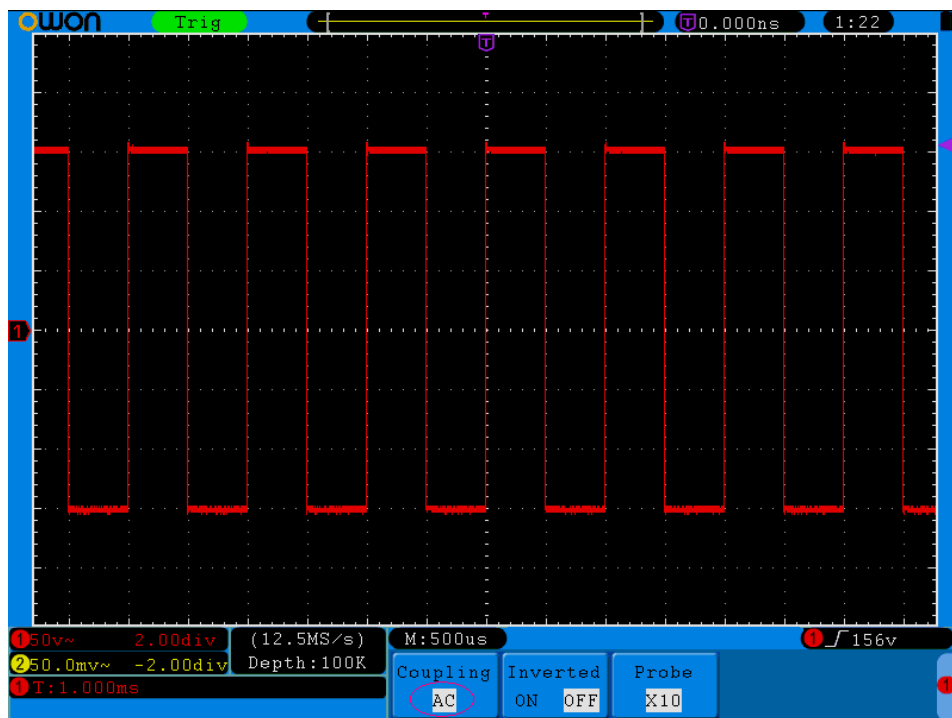 OWON Trig T 0.000ns 1:22
T
1
1 50v~ 2.00div (12.5MS/s) M:500us 1 156v
2 50.0mv~ -2.00div Depth:100K
1 T:1.000ms
Coupling Inverted Probe
AC ON OFF X10
1